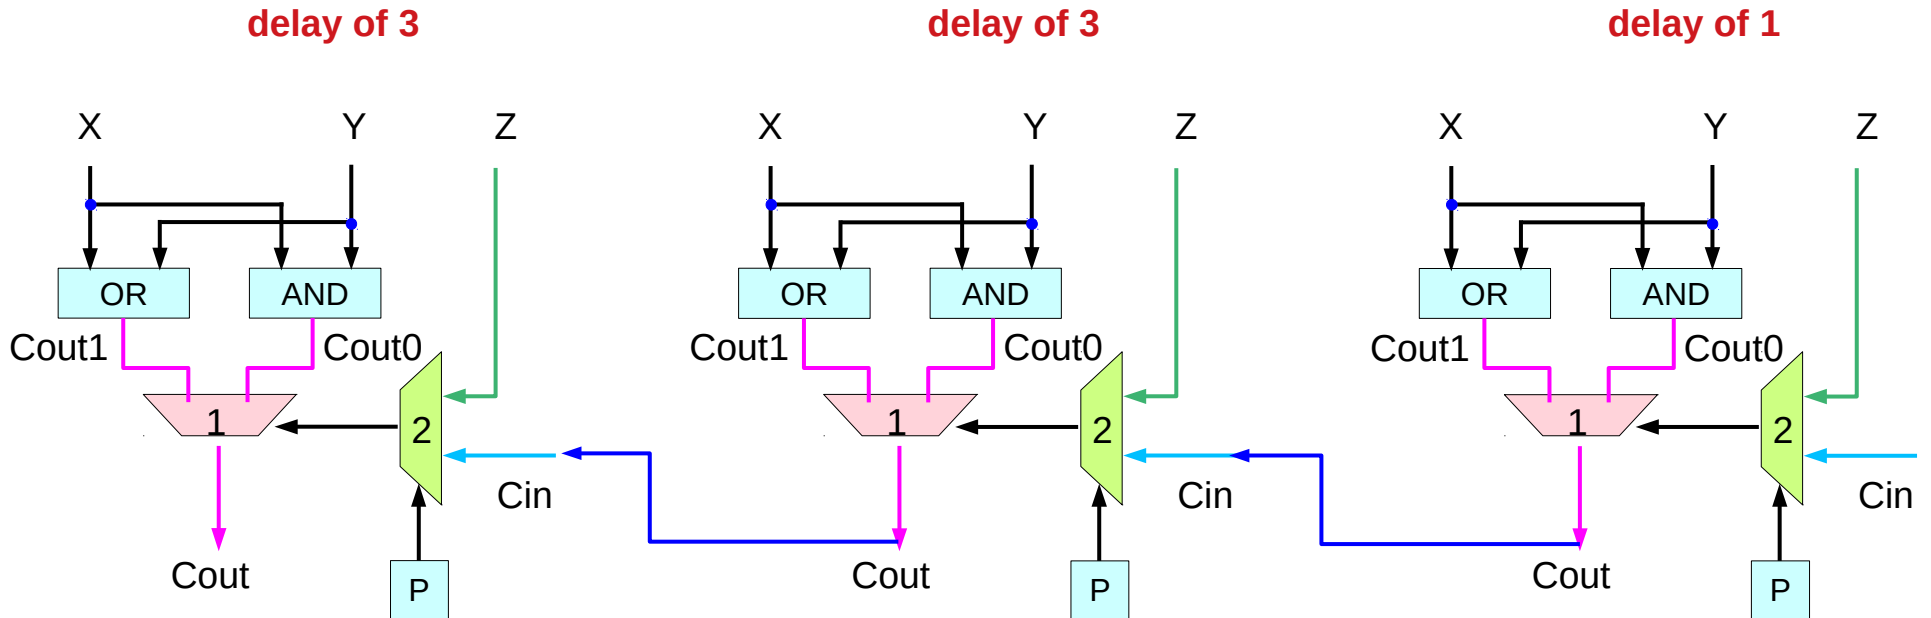 delay of 3
delay of 3
delay of 1
X Y Z
X Y Z
X Y Z
OR AND
OR AND
OR AND
Cout1 Cout0
Cout1 Cout0
Cout1 Cout0
1 2
1 2
1 2
Cin
Cin
Cin
Cout P
Cout P
Cout P